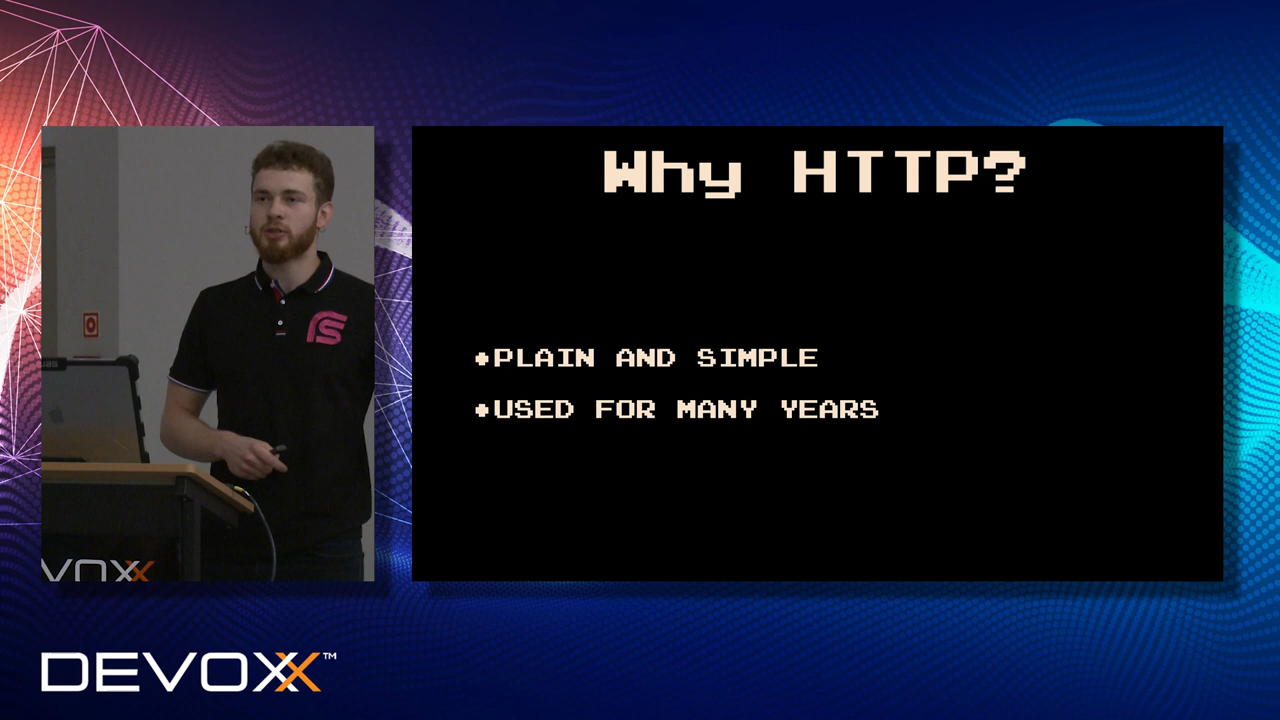 Why HTTP?
•PLAIN AND SIMPLE
•USED FOR MANY YEARS
VOXX
DEVOXX™